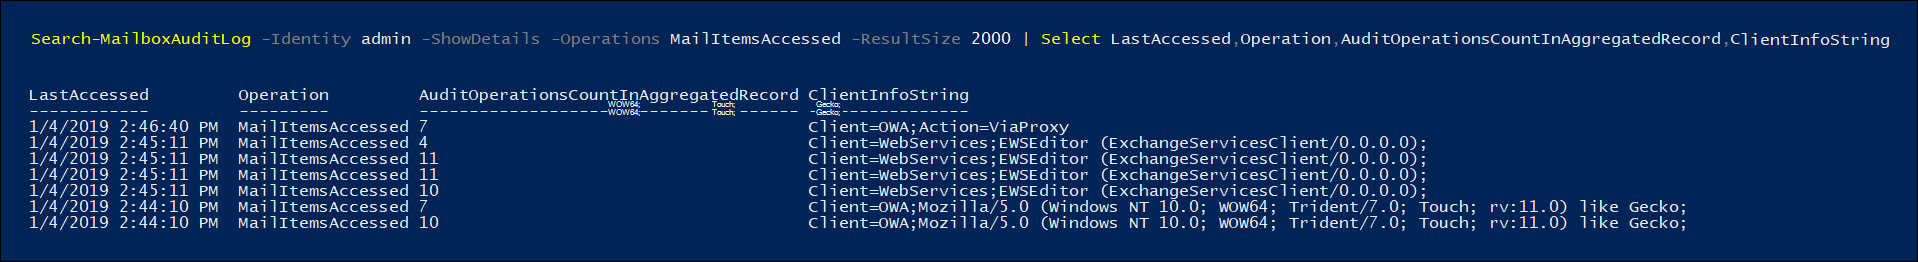 Search-MailboxAuditLog -Identity admin -ShowDetails -Operations MailItemsAccessed -ResultSize 2000 | Select LastAccessed,Operation,AuditOperationsCountInAggregatedRecord,ClientInfoString
LastAccessed Operation AuditOperationsCountInAggregatedRecord ClientInfoString
WOW64; Touch; Gecko;
------------ --------- -------------------------------------- ----------------
WOW64; Touch; Gecko;
1/4/2019 2:46:40 PM MailItemsAccessed 7 Client=OWA;Action=ViaProxy
1/4/2019 2:45:11 PM MailItemsAccessed 4 Client=WebServices;EWSEditor (ExchangeServicesClient/0.0.0.0);
1/4/2019 2:45:11 PM MailItemsAccessed 11 Client=WebServices;EWSEditor (ExchangeServicesClient/0.0.0.0);
1/4/2019 2:45:11 PM MailItemsAccessed 11 Client=WebServices;EWSEditor (ExchangeServicesClient/0.0.0.0);
1/4/2019 2:45:11 PM MailItemsAccessed 10 Client=WebServices;EWSEditor (ExchangeServicesClient/0.0.0.0);
1/4/2019 2:44:10 PM MailItemsAccessed 7 Client=OWA;Mozilla/5.0 (Windows NT 10.0; WOW64; Trident/7.0; Touch; rv:11.0) like Gecko;
1/4/2019 2:44:10 PM MailItemsAccessed 10 Client=OWA;Mozilla/5.0 (Windows NT 10.0; WOW64; Trident/7.0; Touch; rv:11.0) like Gecko;